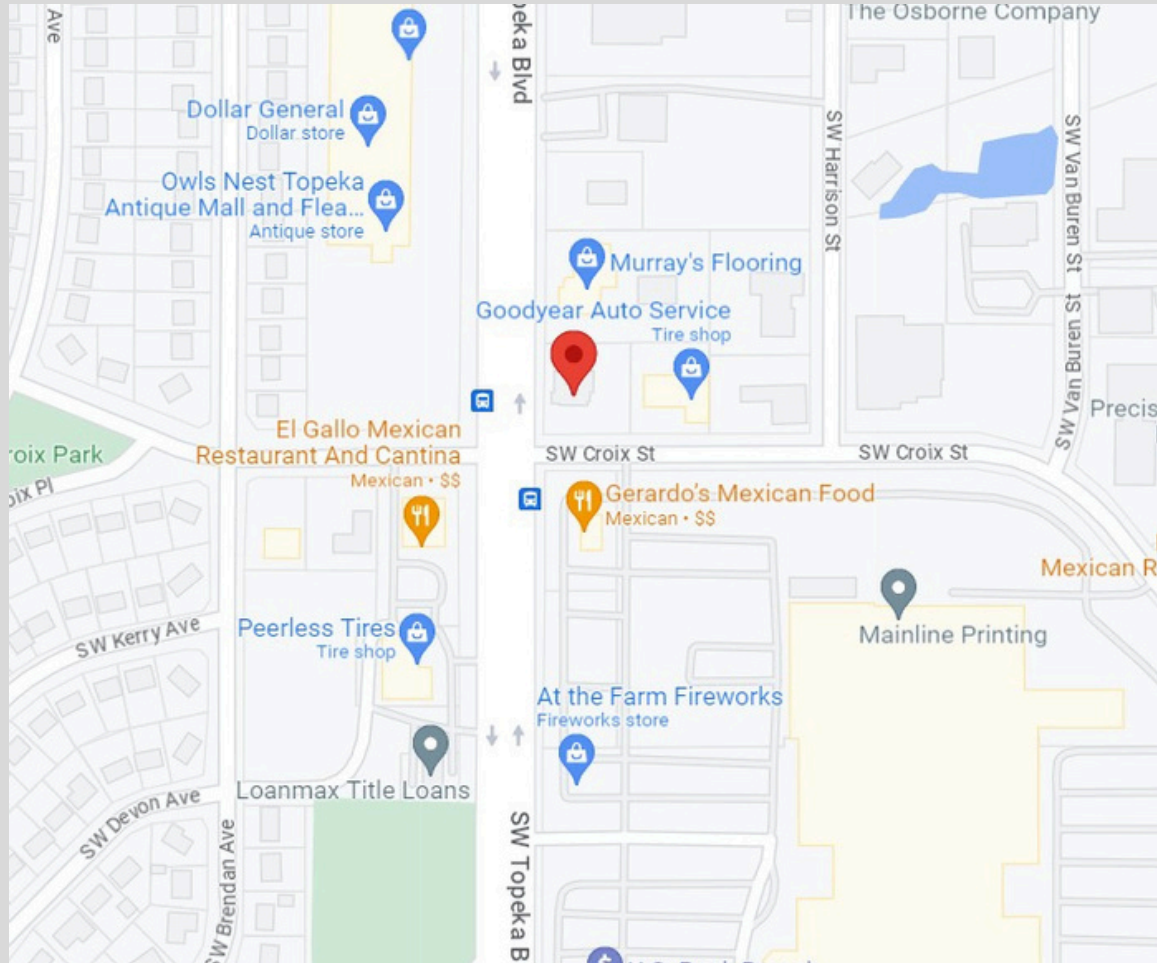 The Osborne Company
Ave
peka Blvd
Dollar General
Dollar store
Owls Nest Topeka
Antique Mall and Flea...
Antique store
SW Harrison St
SW Van Buren St
SW Van Buren St
Murray's Flooring
Goodyear Auto Service
Tire shop
Precis
El Gallo Mexican
Restaurant And Cantina
Mexican • $$
roix Park
oix Pl
SW Croix St
SW Croix St
Gerardo's Mexican Food
Mexican • $$
Mexican R
Mainline Printing
SW Kerry Ave
Peerless Tires
Tire shop
At the Farm Fireworks
Fireworks store
Loanmax Title Loans
SW Devon Ave
SW Brendan Ave
SW Topeka B